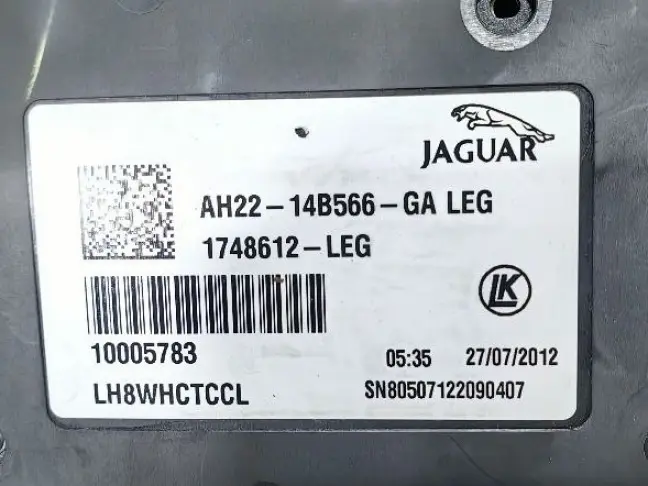 JAGUAR
AH22-14B566-GA LEG
1748612-LEG
LK
10005783
05:35 27/07/2012
LH8WHCTCCL
SN80507122090407